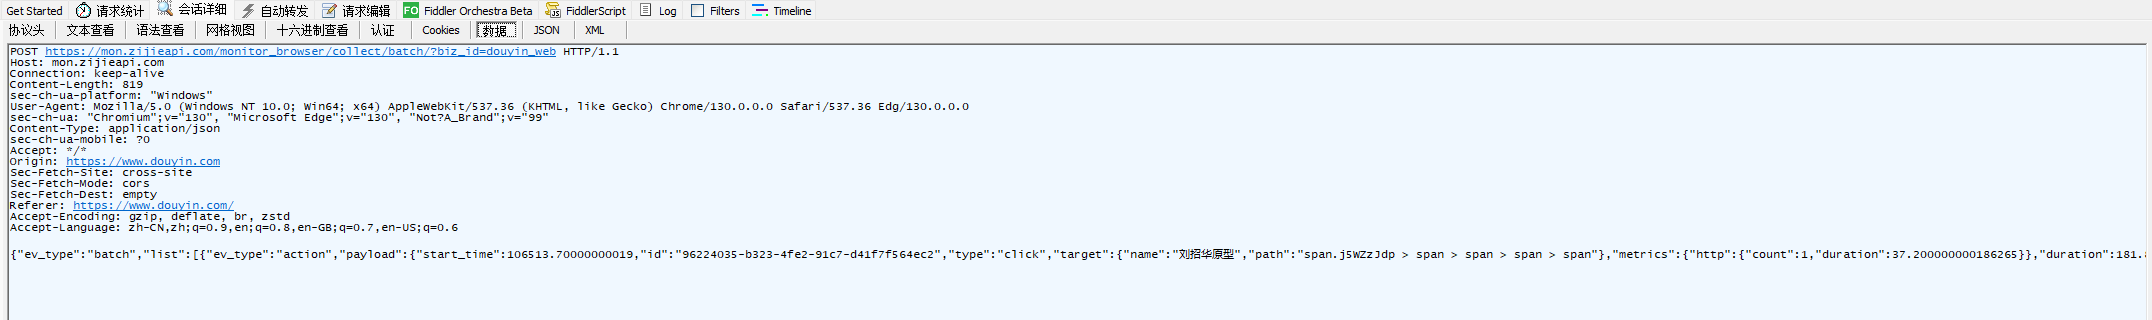 Get Started 请求统计 会话详细 自动转发 请求编辑 FO Fiddler Orchestra Beta FiddlerScript Log Filters Timeline
协议头 文本查看 语法查看 网格视图 十六进制查看 认证 Cookies 数据 JSON XML
POST https://mon.zijieapi.com/monitor_browser/collect/batch/?biz_id=douyin_web HTTP/1.1
Host: mon.zijieapi.com
Connection: keep-alive
Content-Length: 819
sec-ch-ua-platform: "Windows"
User-Agent: Mozilla/5.0 (Windows NT 10.0; Win64; x64) AppleWebKit/537.36 (KHTML, like Gecko) Chrome/130.0.0.0 Safari/537.36 Edg/130.0.0.0
sec-ch-ua: "Chromium";v="130", "Microsoft Edge";v="130", "Not?A_Brand";v="99"
Content-Type: application/json
sec-ch-ua-mobile: ?0
Accept: */*
Origin: https://www.douyin.com
Sec-Fetch-Site: cross-site
Sec-Fetch-Mode: cors
Sec-Fetch-Dest: empty
Referer: https://www.douyin.com/
Accept-Encoding: gzip, deflate, br, zstd
Accept-Language: zh-CN,zh;q=0.9,en;q=0.8,en-GB;q=0.7,en-US;q=0.6
{"ev_type":"batch","list":[{"ev_type":"action","payload":{"start_time":106513.70000000019,"id":"96224035-b323-4fe2-91c7-d41f7f564ec2","type":"click","target":{"name":"刘招华原型","path":"span.j5WZzJdp > span > span > span > span"},"metrics":{"http":{"count":1,"duration":37.200000000186265}},"duration":181.8